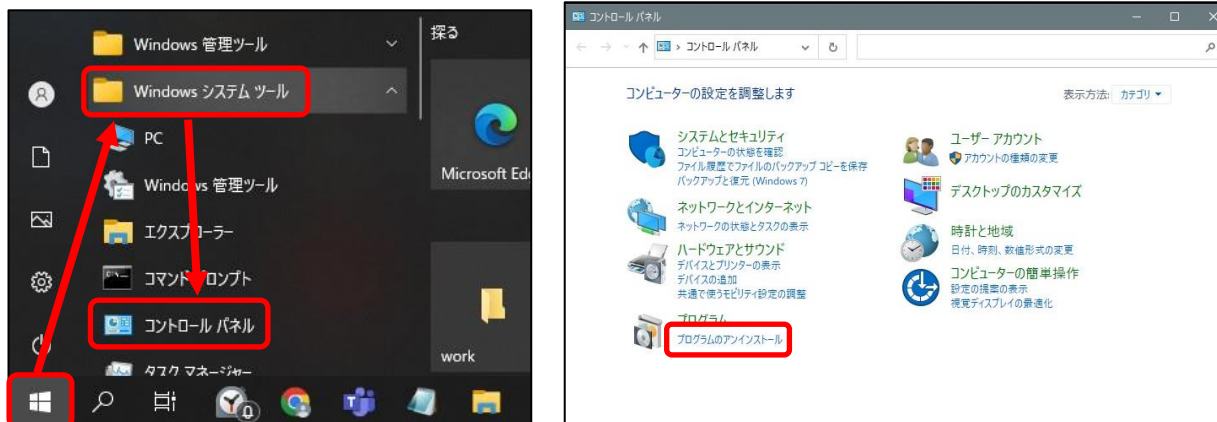 Windows 管理ツール
探る
Windows システム ツール
PC
Windows 管理ツール
Microsoft Ed
エクスプローラー
コマンド プロンプト
コントロール パネル
work
タスク マネージャー
コントロール パネル
コントロール パネル
コンピューターの設定を調整します
表示方法: カテゴリ
システムとセキュリティ
コンピューターの状態を確認
ファイル履歴でファイルのバックアップ コピーを保存
バックアップと復元 (Windows 7)
ネットワークとインターネット
ネットワークの状態とタスクの表示
ハードウェアとサウンド
デバイスとプリンターの表示
デバイスの追加
共通で使うモビリティ設定の調整
プログラム
プログラムのアンインストール
ユーザー アカウント
アカウントの種類の変更
デスクトップのカスタマイズ
時計と地域
日付、時刻、数値形式の変更
コンピューターの簡単操作
設定の提案の表示
視覚ディスプレイの最適化